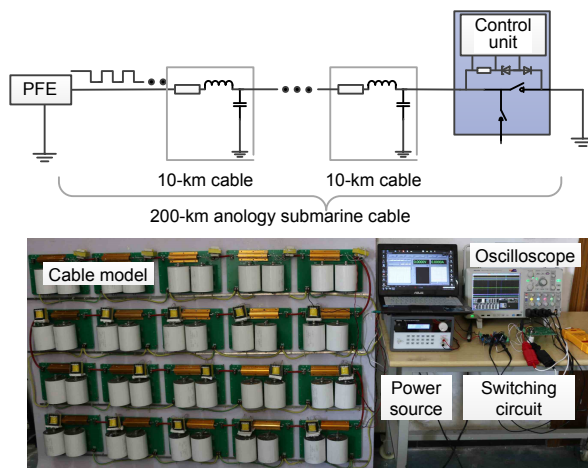 Control
unit
PFE
10-km cable
10-km cable
200-km anology submarine cable
Cable model
Oscilloscope
Power
source
Switching
circuit